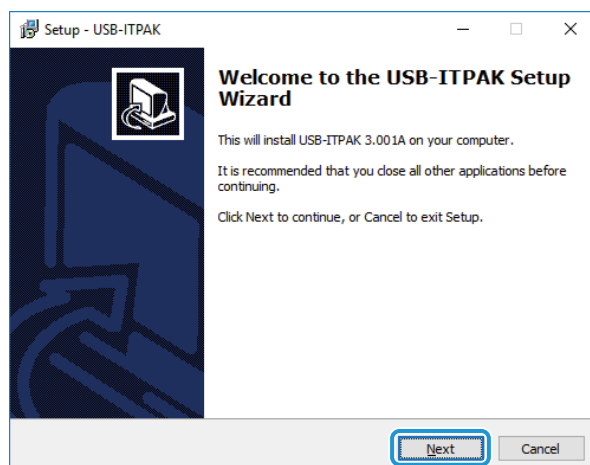 Setup - USB-ITPAK
Welcome to the USB-ITPAK Setup
Wizard
This will install USB-ITPAK 3.001A on your computer.
It is recommended that you close all other applications before
continuing.
Click Next to continue, or Cancel to exit Setup.
Next
Cancel